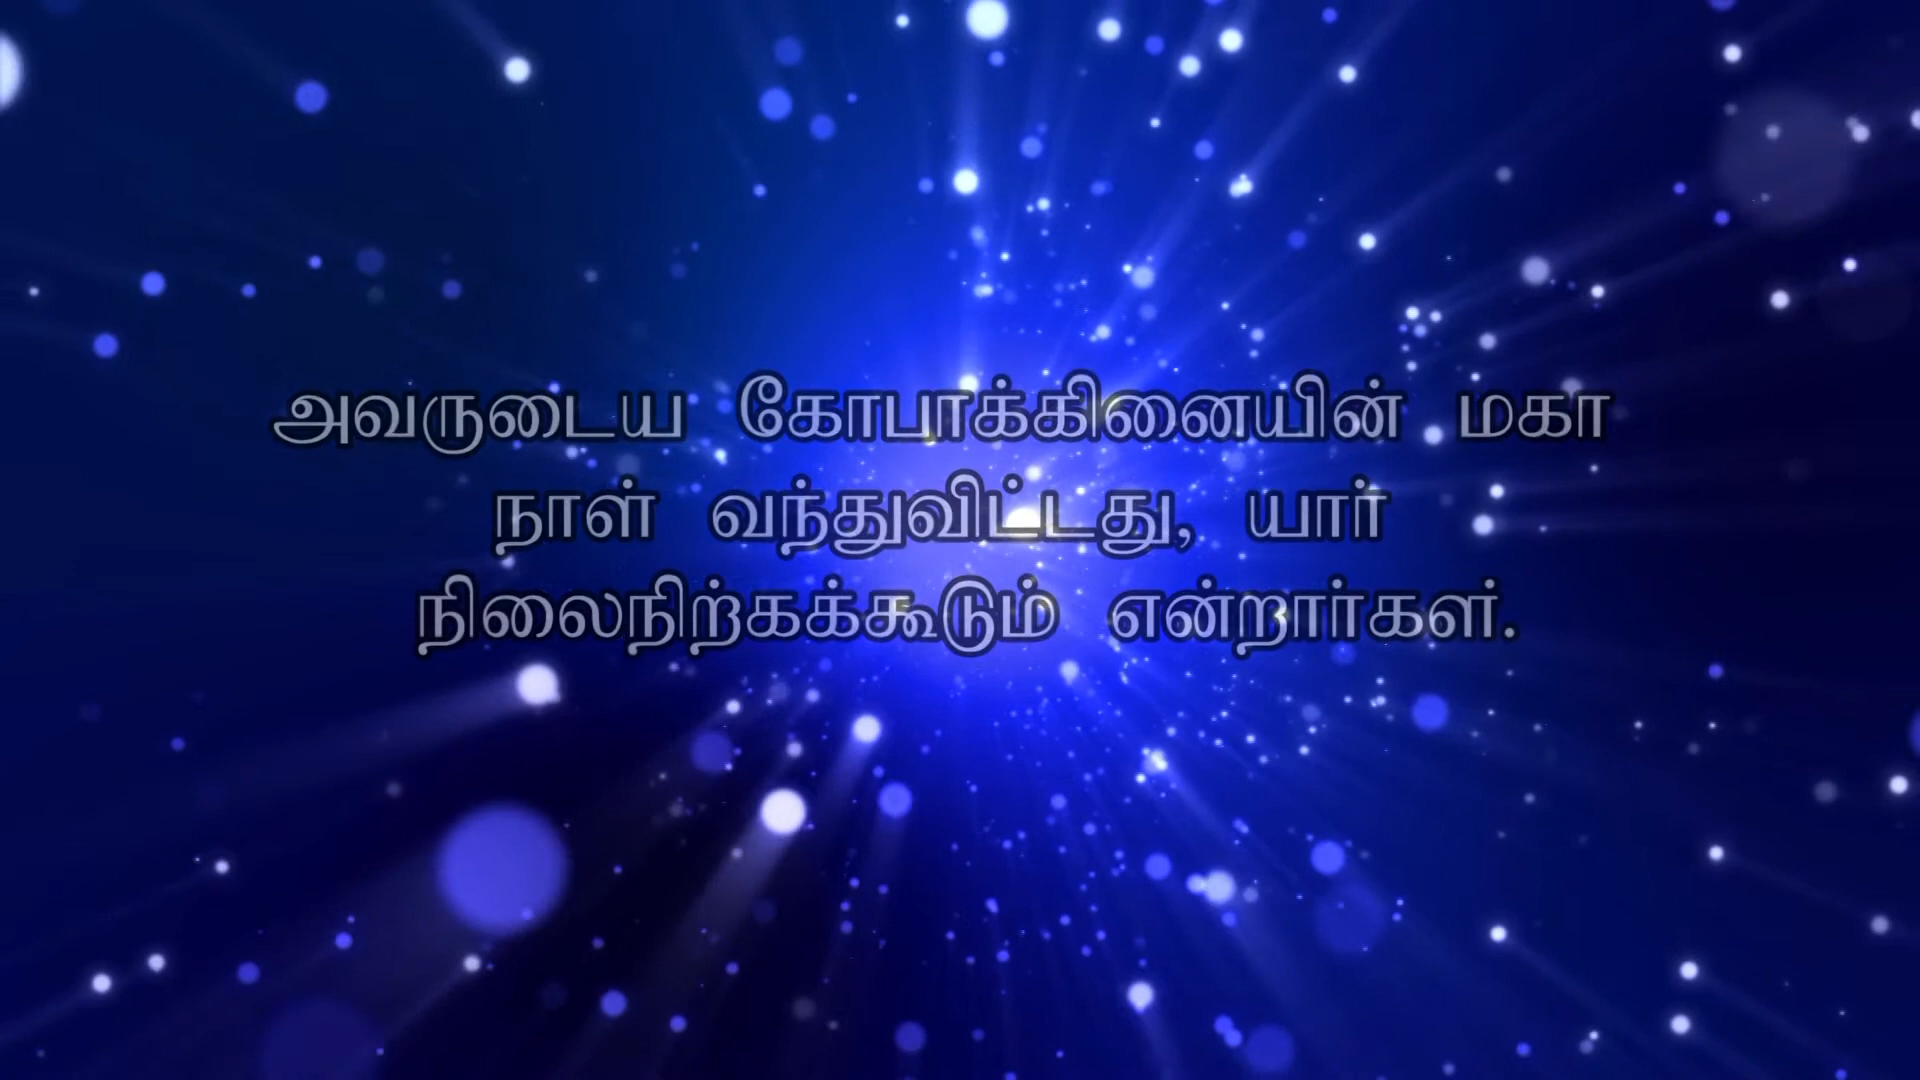 அவருடைய கோபாக்கினையின் மகா
நாள் வந்துவிட்டது, யார்
நிலைநிற்கக்கூடும் என்றார்கள்.